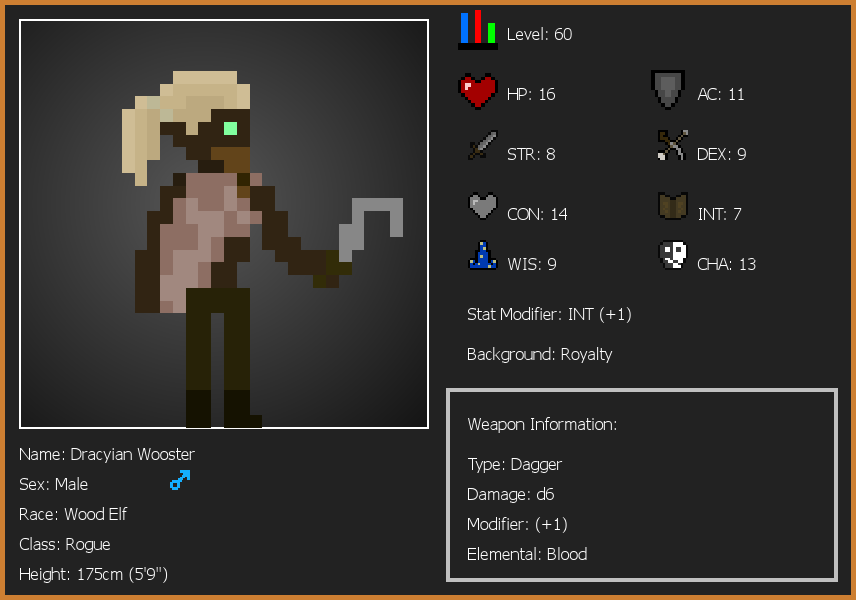 Level: 60
HP: 16
AC: 11
STR: 8
DEX: 9
CON: 14
INT: 7
WIS: 9
CHA: 13
Stat Modifier: INT (+1)
Background: Royalty
Weapon Information:
Type: Dagger
Damage: d6
Modifier: (+1)
Elemental: Blood
Name: Dracyian Wooster
Sex: Male
Race: Wood Elf
Class: Rogue
Height: 175cm (5'9")